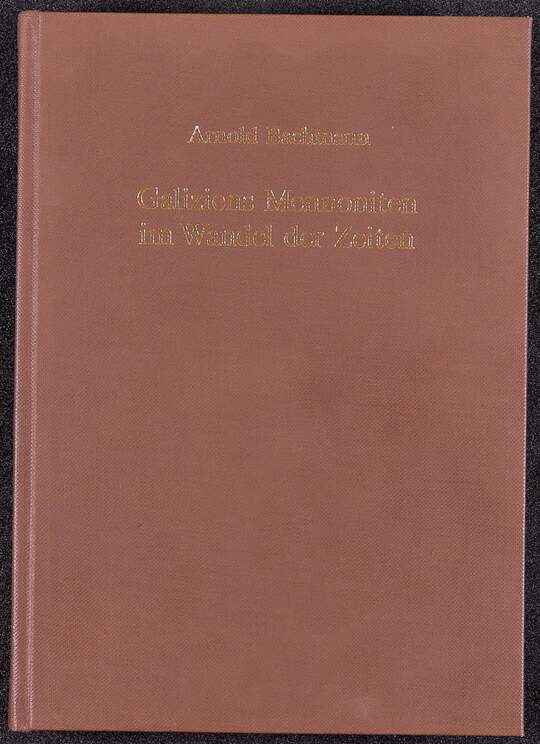 Arnold Bachmann
Galiziens Mennoniten
im Wandel der Zeiten